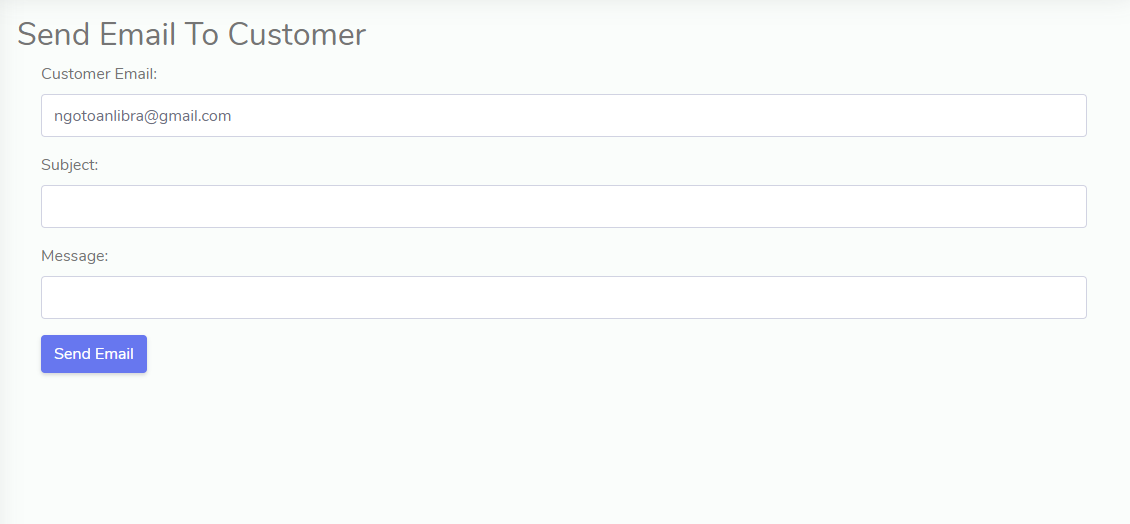 Send Email To Customer
Customer Email:
ngotoanlibra@gmail.com
Subject:
Message:
Send Email